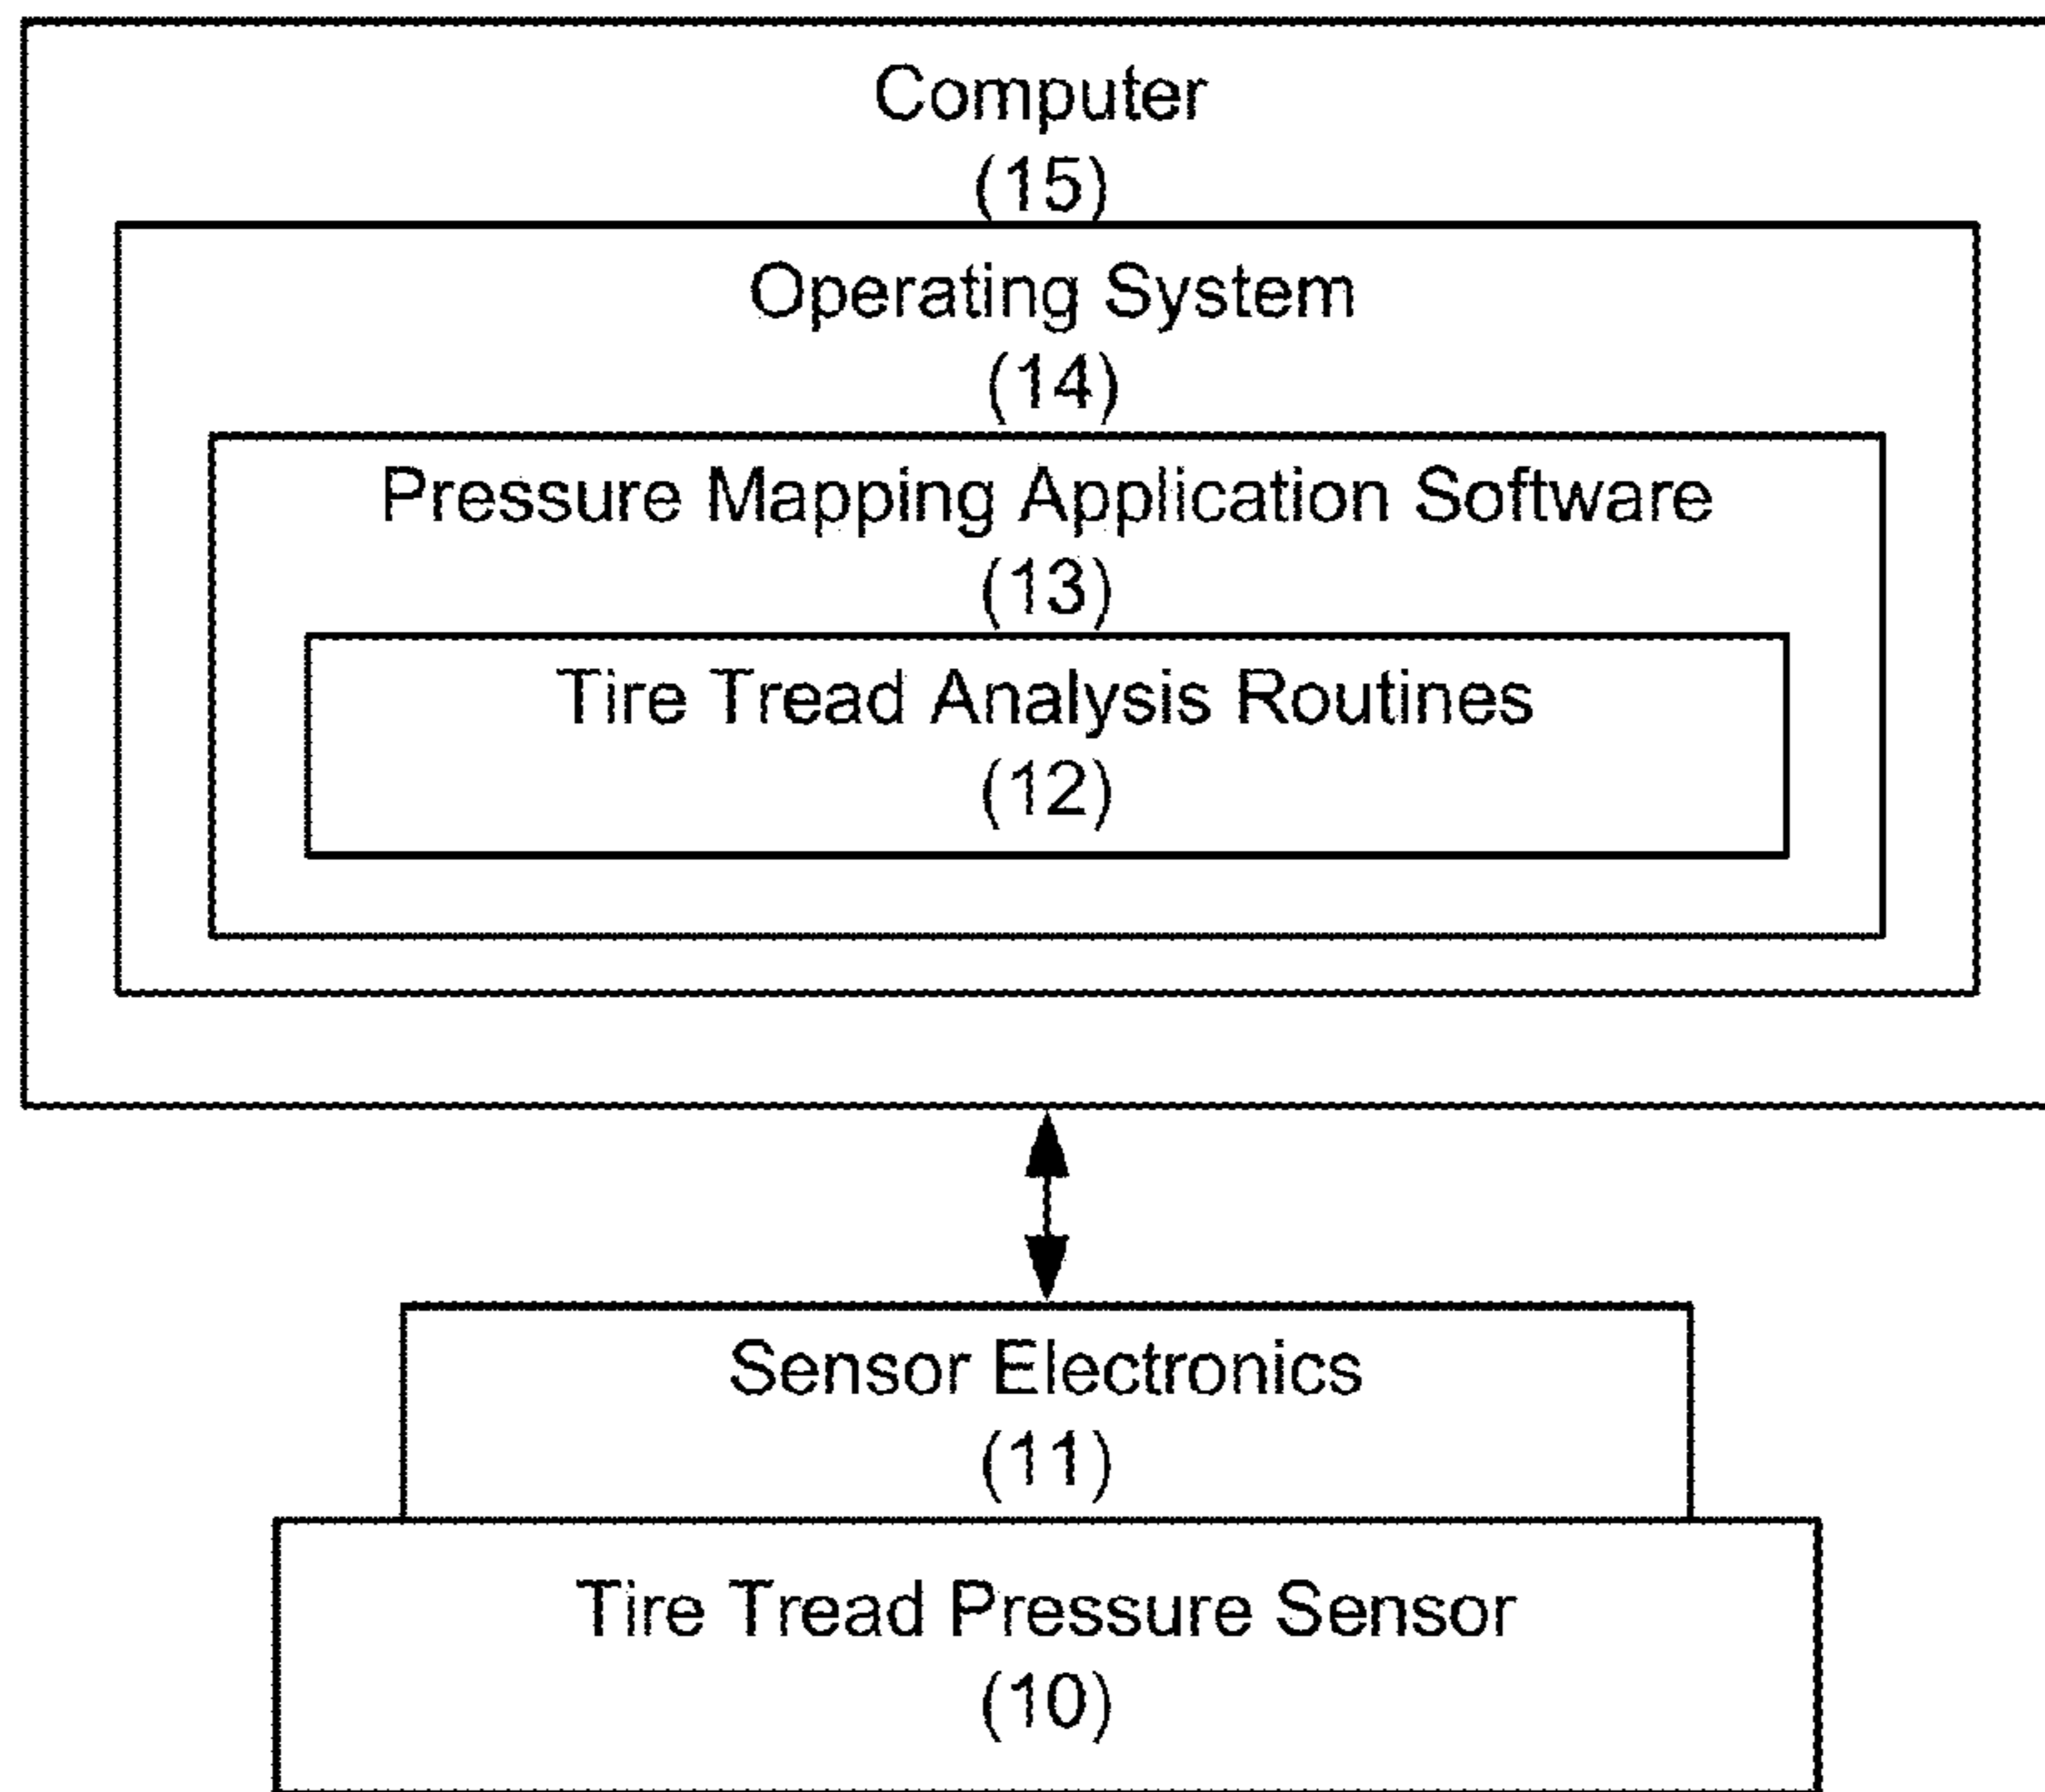 Computer
(15)
Operating System
(14)
Pressure Mapping Application Software
(13)
Tire Tread Analysis Routines
(12)
Sensor Electronics
(11)
Tire Tread Pressure Sensor
(10)